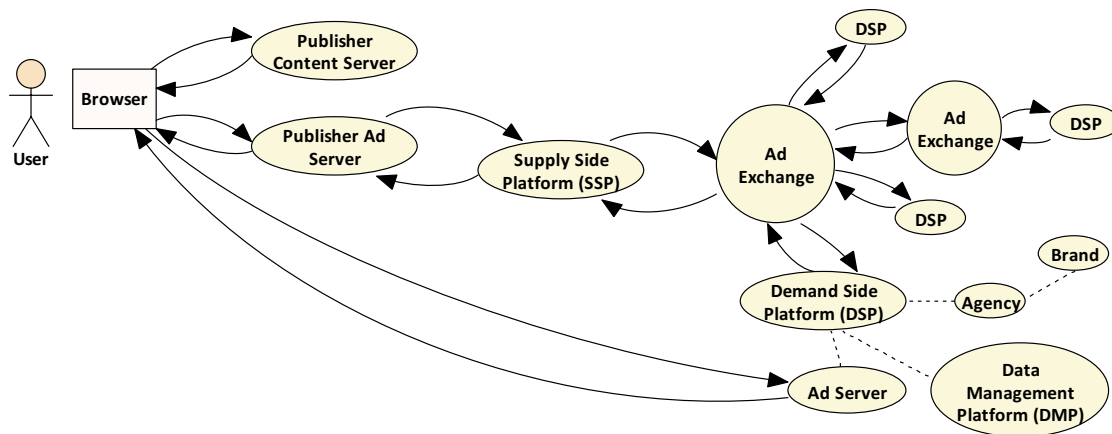 Publisher
Content Server
DSP
Browser
Ad
Exchange
DSP
Publisher Ad
Server
User
Supply Side
Platform (SSP)
Ad
Exchange
DSP
Brand
Demand Side
Platform (DSP)
Agency
Ad Server
Data
Management
Platform (DMP)